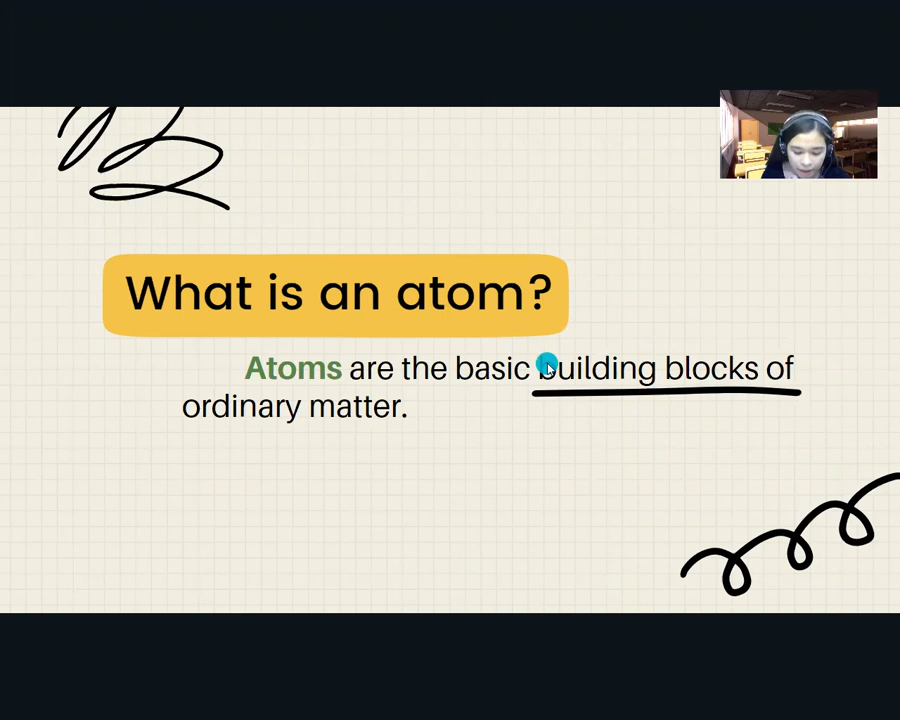 What is an atom?
Atoms are the basic building blocks of
ordinary matter.